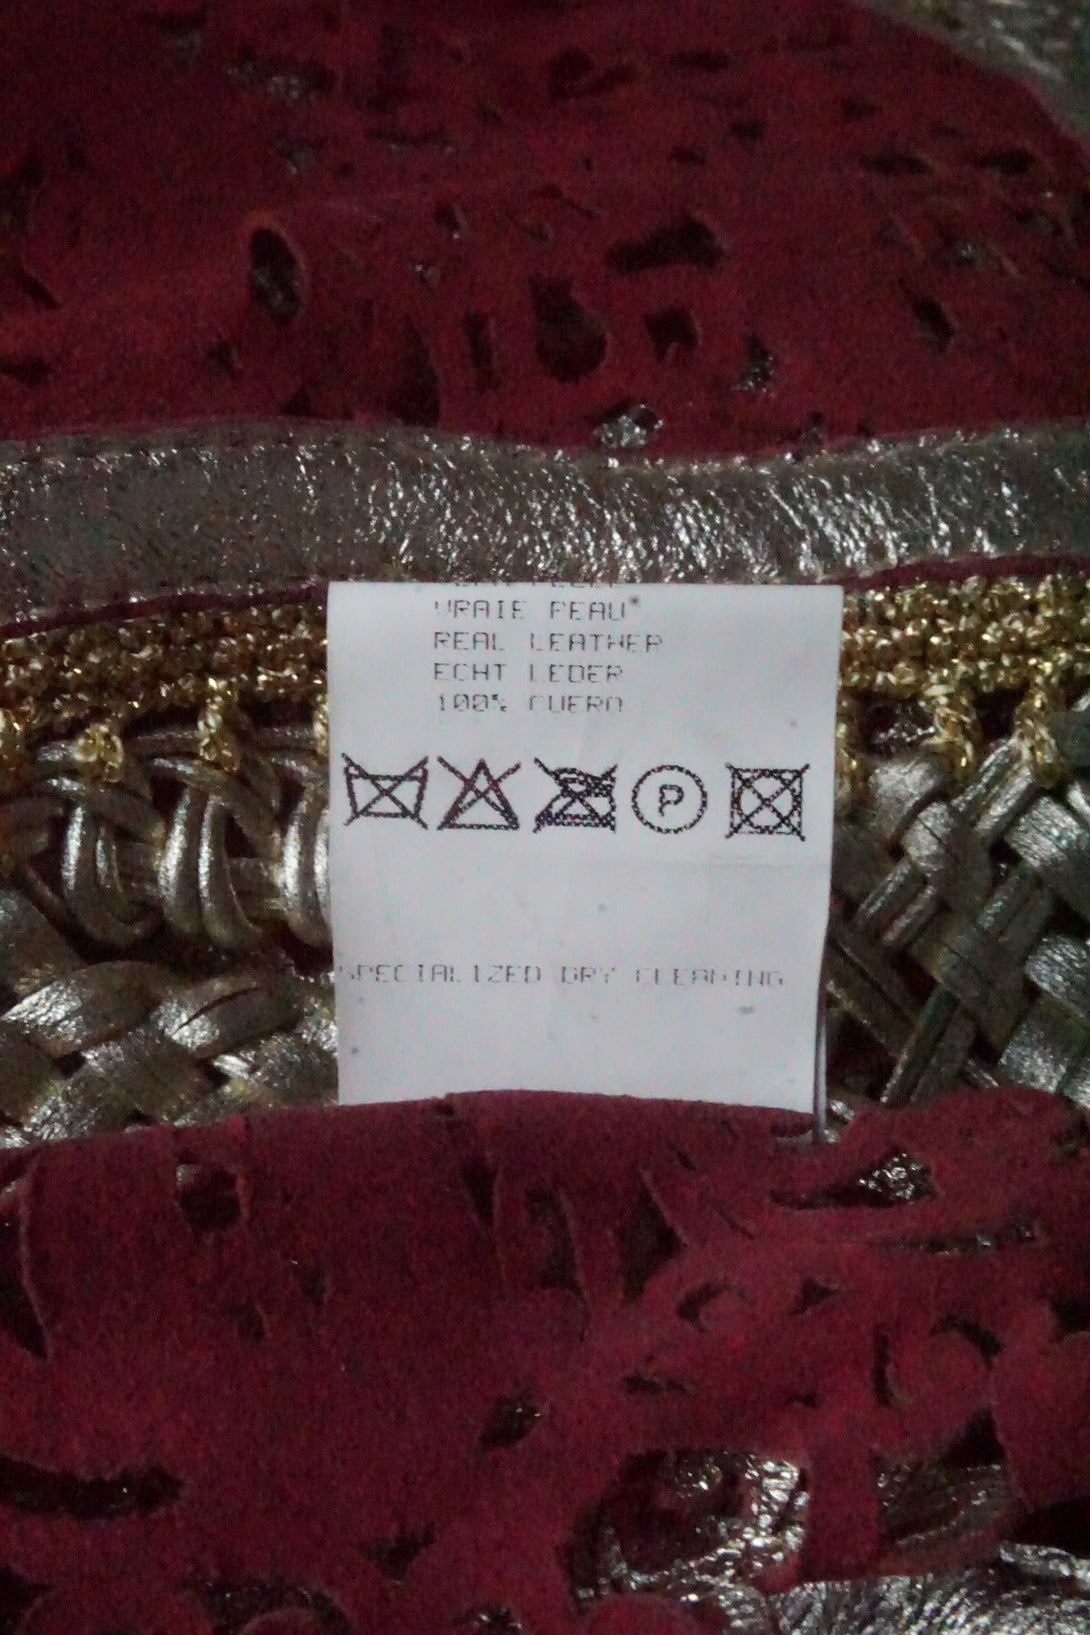 VRAIE PEAU
REAL LEATHER
ECHT LEDER
100% CUERO
P
SPECIALIZED DRY CLEANING